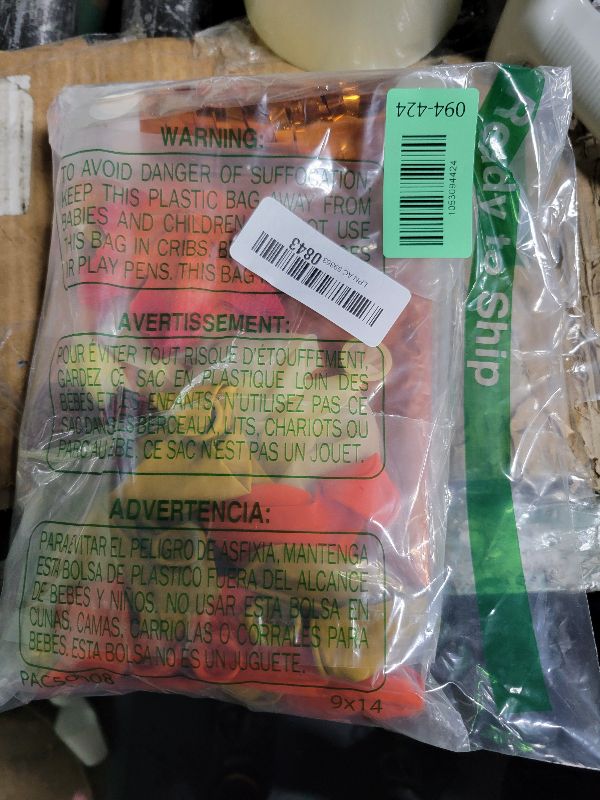 WARNING:
TO AVOID DANGER OF SUFFOCATION,
KEEP THIS PLASTIC BAG AWAY FROM
BABIES AND CHILDREN. NOT USE
THIS BAG IN CRIBS, B
OR PLAY PENS. THIS BAG
AVERTISSEMENT:
POUR ÉVITER TOUT RISQUE D'ÉTOUFFEMENT,
GARDEZ CE SAC EN PLASTIQUE LOIN DES
BÉBÉS ET ENFANTS. N'UTILISEZ PAS CE
SAC DANS BERCEAUX, LITS, CHARIOTS OU
CE SAC N'EST PAS UN JOUET.
ADVERTENCIA:
PARA EVITAR EL PELIGRO DE ASFIXIA, MANTENGA
ESTA BOLSA DE PLASTICO FUERA DEL ALCANCE
DE BEBÉS Y NIÑOS. NO USAR ESTA BOLSA EN
CUNAS, CAMAS, CARRIOLAS O CORRALES PARA
BEBÉS. ESTA BOLSA NO ES UN JUGUETE.
9x14
094-424
1053094424
0843
Ready to Ship